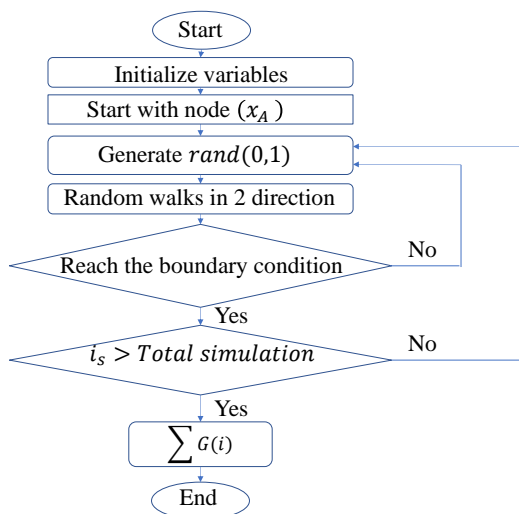 Start
Initialize variables
Start with node (x_A )
Generate rand(0,1)
Random walks in 2 direction
Reach the boundary condition
No
Yes
i_s > Total simulation
No
Yes
∑ G(i)
End